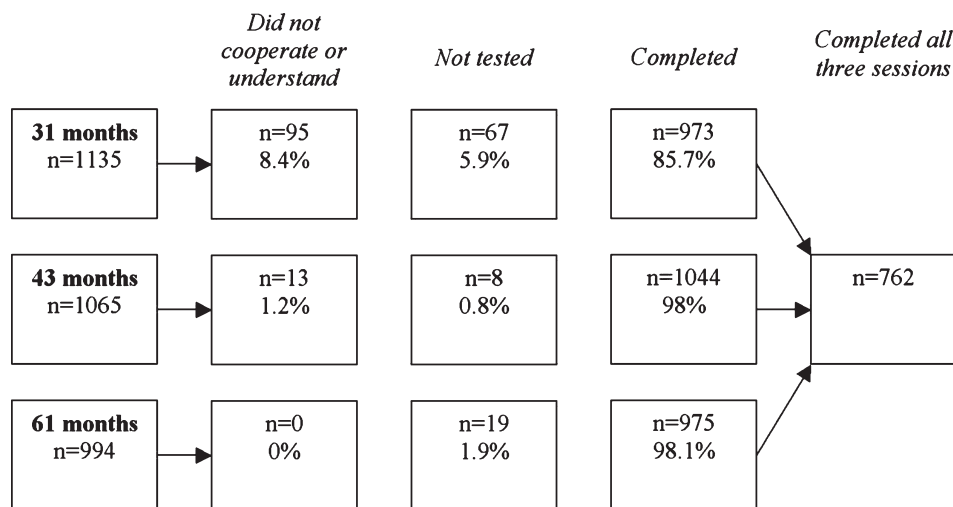 Did not
cooperate or
understand
Not tested
Completed
Completed all
three sessions
31 months
n=1135
n=95
8.4%
n=67
5.9%
n=973
85.7%
43 months
n=1065
n=13
1.2%
n=8
0.8%
n=1044
98%
n=762
61 months
n=994
n=0
0%
n=19
1.9%
n=975
98.1%